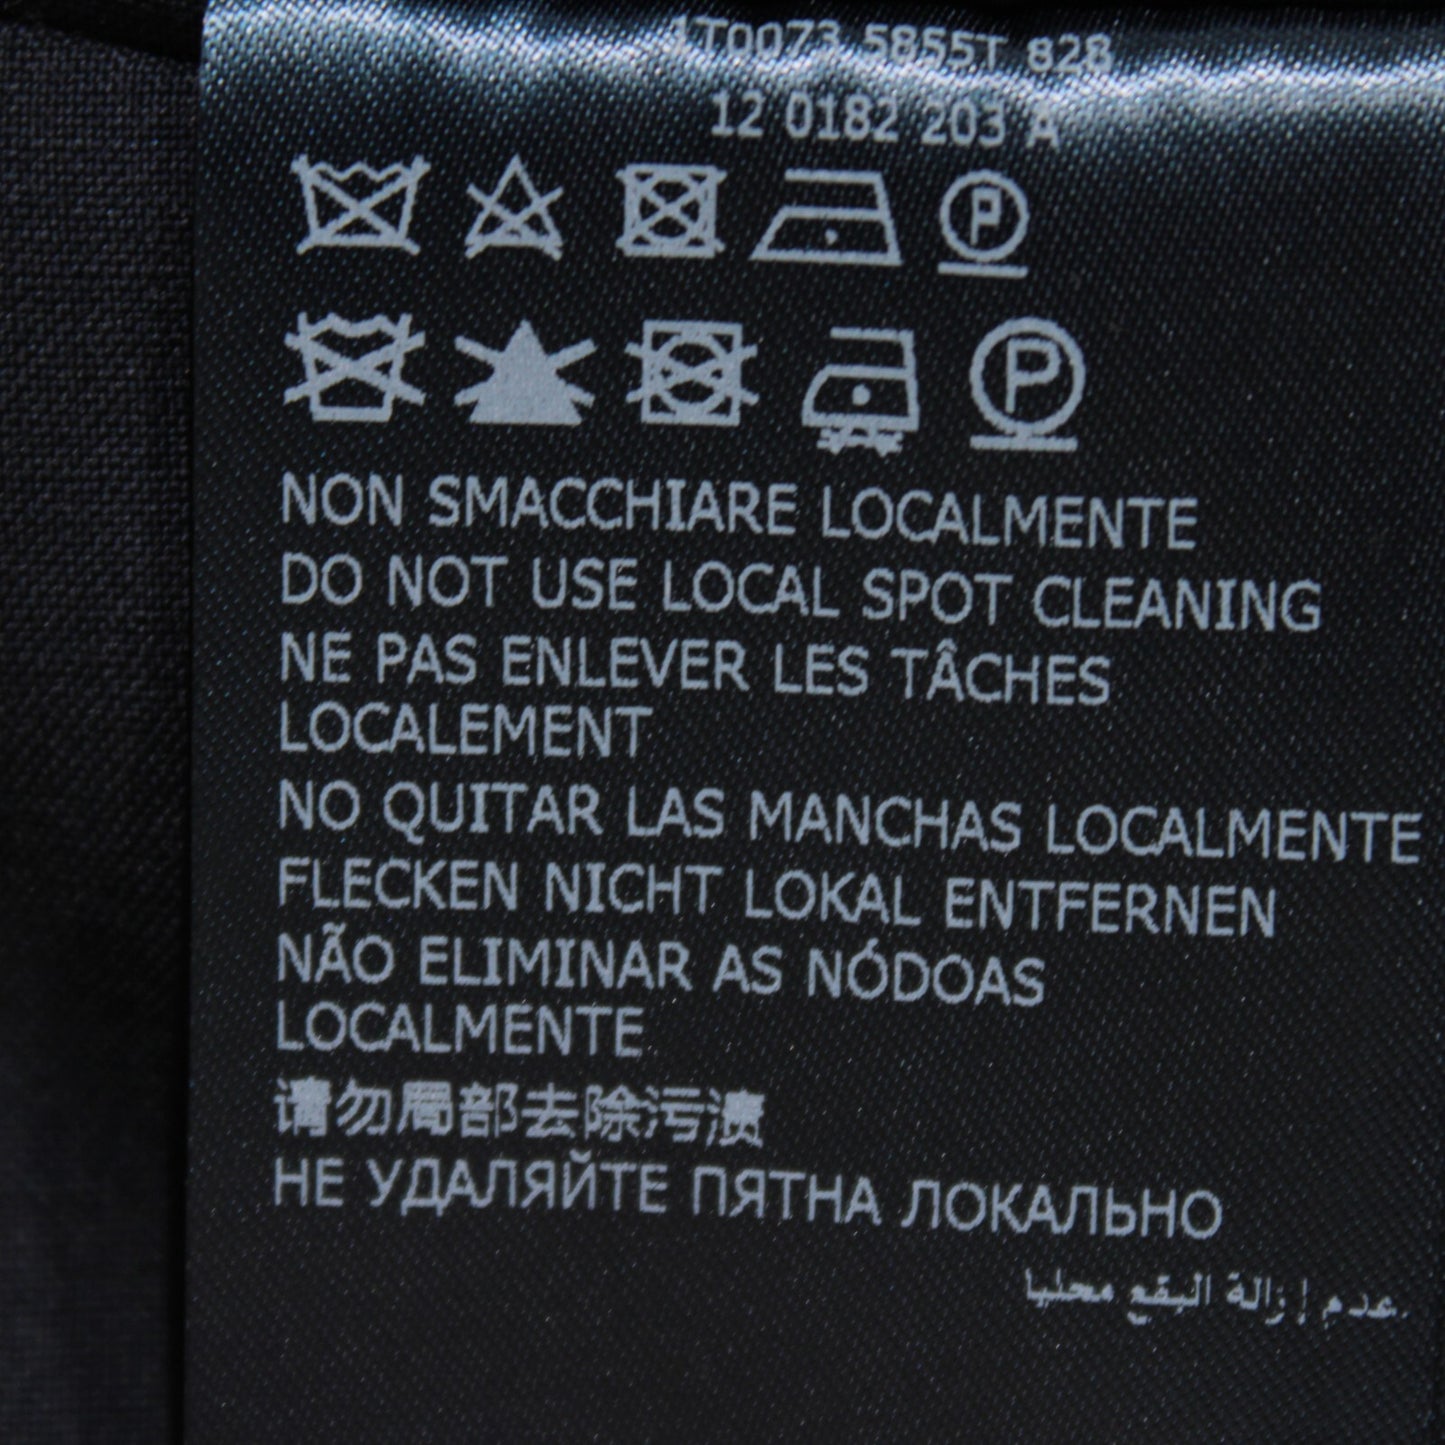 1T0073 5855T 828
12 0182 203 A
P
P
NON SMACCHIARE LOCALMENTE
DO NOT USE LOCAL SPOT CLEANING
NE PAS ENLEVER LES TÂCHES
LOCALEMENT
NO QUITAR LAS MANCHAS LOCALMENTE
FLECKEN NICHT LOKAL ENTFERNEN
NÃO ELIMINAR AS NÓDOAS
LOCALMENTE
请勿局部去除污渍
НЕ УДАЛЯЙТЕ ПЯТНА ЛОКАЛЬНО
عدم إزالة البقع محليا.